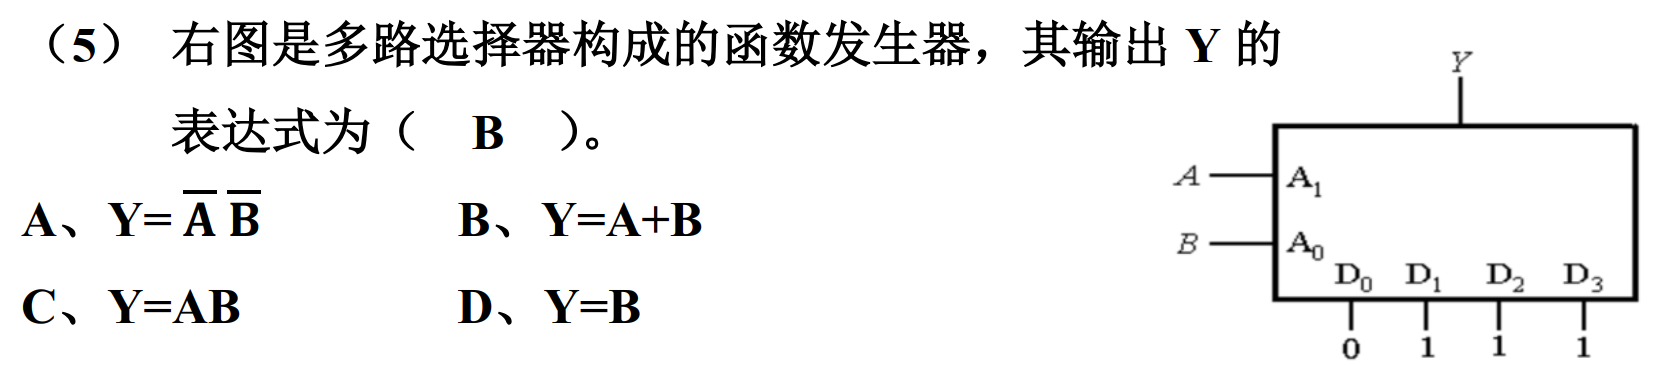 （5） 右图是多路选择器构成的函数发生器，其输出 Y 的
表达式为（ B ）。
A、Y= A̅ B̅ B、Y=A+B
C、Y=AB D、Y=B
Y
A A₁
B A₀
D₀ D₁ D₂ D₃
0 1 1 1